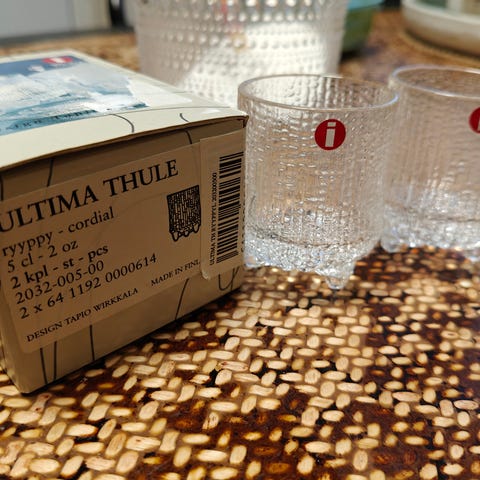 ULTIMA THULE
ryyppy - cordial
5 cl - 2 oz
2 kpl - st - pcs
2032-005-00
2 x 64 1192 0000614
MADE IN FINL
DESIGN TAPIO WIRKKALA
i
i